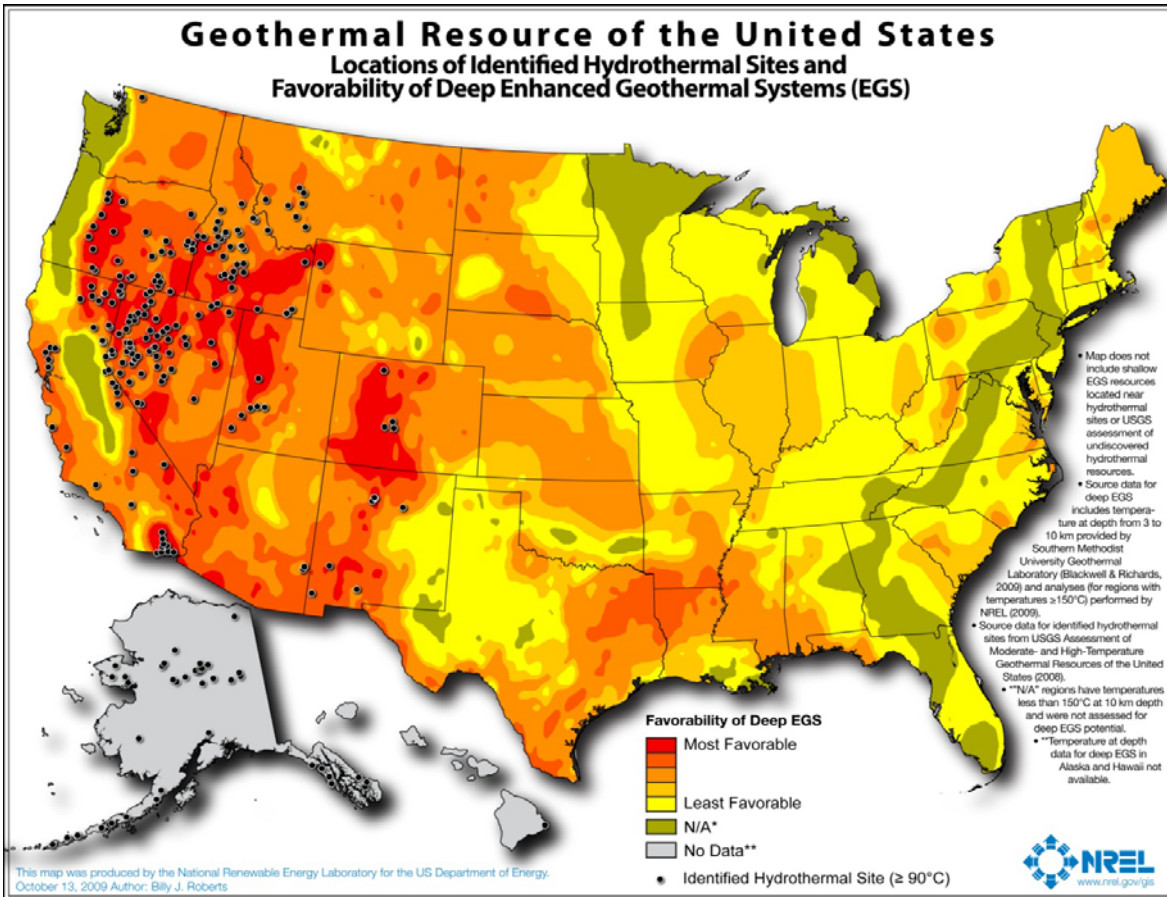 Geothermal Resource of the United States
Locations of Identified Hydrothermal Sites and
Favorability of Deep Enhanced Geothermal Systems (EGS)
• Map does not
include shallow
EGS resources
located near
hydrothermal
sites or USGS
assessment of
undiscovered
hydrothermal
resources.
• Source data for
deep EGS
includes tempera-
ture at depth from 3 to
10 km provided by
Southern Methodist
University Geothermal
Laboratory (Blackwell & Richards,
2009) and analyses (for regions with
temperatures ≥150°C) performed by
NREL (2009).
• Source data for identified hydrothermal
sites from USGS Assessment of
Moderate- and High-Temperature
Geothermal Resources of the United
States (2008).
• *"N/A" regions have temperatures
less than 150°C at 10 km depth
and were not assessed for
deep EGS potential.
• **Temperature at depth
data for deep EGS in
Alaska and Hawaii not
available.
Favorability of Deep EGS
Most Favorable
Least Favorable
N/A*
No Data**
Identified Hydrothermal Site (≥ 90°C)
This map was produced by the National Renewable Energy Laboratory for the US Department of Energy.
October 13, 2009 Author: Billy J. Roberts
NREL
www.nrel.gov/gis